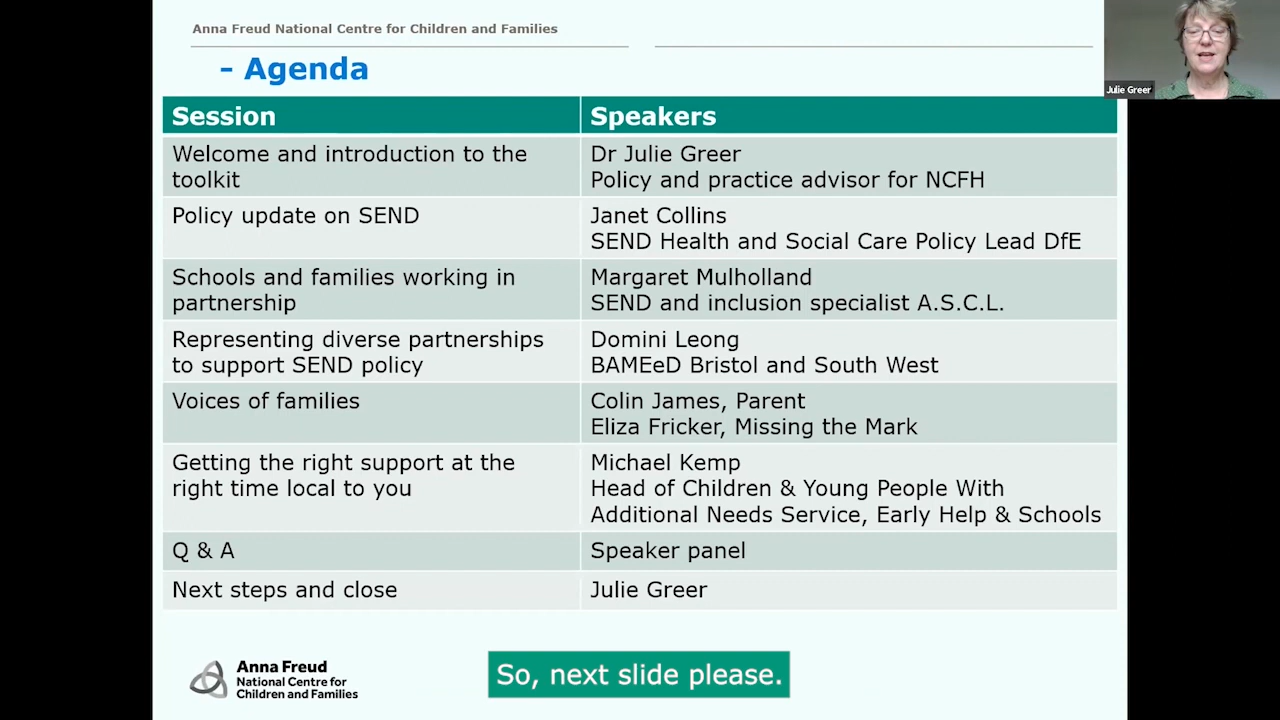 Anna Freud National Centre for Children and Families
- Agenda
Julie Greer
Session
Speakers
Welcome and introduction to the
toolkit
Dr Julie Greer
Policy and practice advisor for NCFH
Policy update on SEND
Janet Collins
SEND Health and Social Care Policy Lead DfE
Schools and families working in
partnership
Margaret Mulholland
SEND and inclusion specialist A.S.C.L.
Representing diverse partnerships
to support SEND policy
Domini Leong
BAMEeD Bristol and South West
Voices of families
Colin James, Parent
Eliza Fricker, Missing the Mark
Getting the right support at the
right time local to you
Michael Kemp
Head of Children & Young People With
Additional Needs Service, Early Help & Schools
Q & A
Speaker panel
Next steps and close
Julie Greer
Anna Freud
National Centre for
Children and Families
So, next slide please.